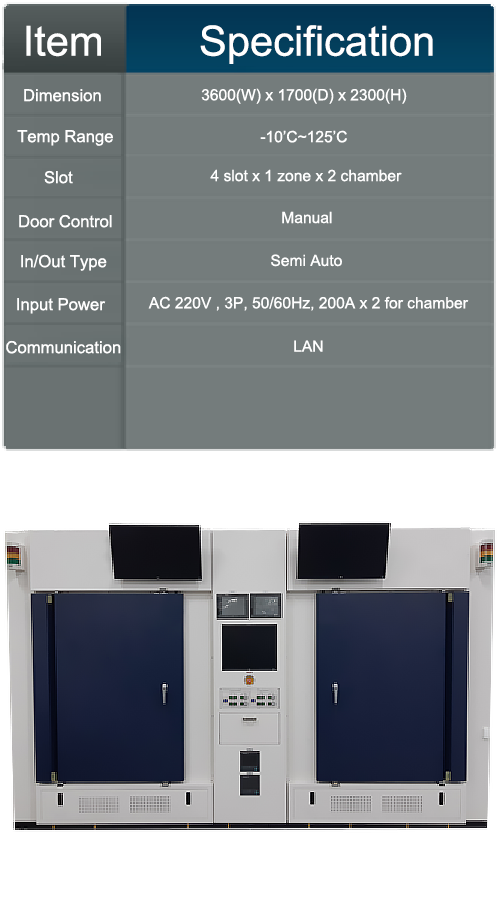 Item Specification
Dimension 3600(W) x 1700(D) x 2300(H)
Temp Range -10'C~125'C
Slot 4 slot x 1 zone x 2 chamber
Door Control Manual
In/Out Type Semi Auto
Input Power AC 220V , 3P, 50/60Hz, 200A x 2 for chamber
Communication LAN